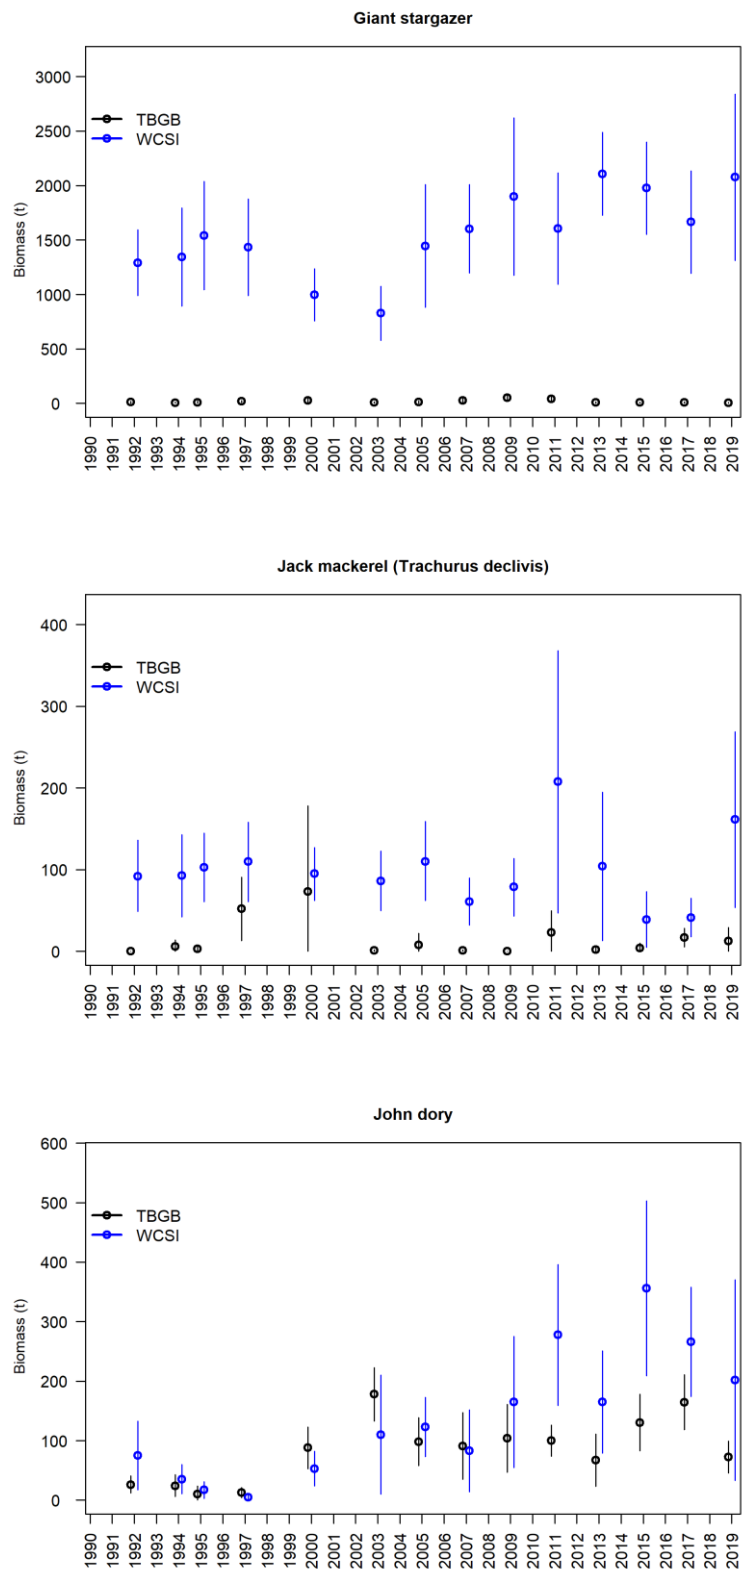 Giant stargazer
3000
2500
2000
1500
1000
500
0
Biomass (t)
TBGB
WCSI
1990 1991 1992 1993 1994 1995 1996 1997 1998 1999 2000 2001 2002 2003 2004 2005 2006 2007 2008 2009 2010 2011 2012 2013 2014 2015 2016 2017 2018 2019
Jack mackerel (Trachurus declivis)
400
300
200
100
0
Biomass (t)
TBGB
WCSI
1990 1991 1992 1993 1994 1995 1996 1997 1998 1999 2000 2001 2002 2003 2004 2005 2006 2007 2008 2009 2010 2011 2012 2013 2014 2015 2016 2017 2018 2019
John dory
600
500
400
300
200
100
0
Biomass (t)
TBGB
WCSI
1990 1991 1992 1993 1994 1995 1996 1997 1998 1999 2000 2001 2002 2003 2004 2005 2006 2007 2008 2009 2010 2011 2012 2013 2014 2015 2016 2017 2018 2019